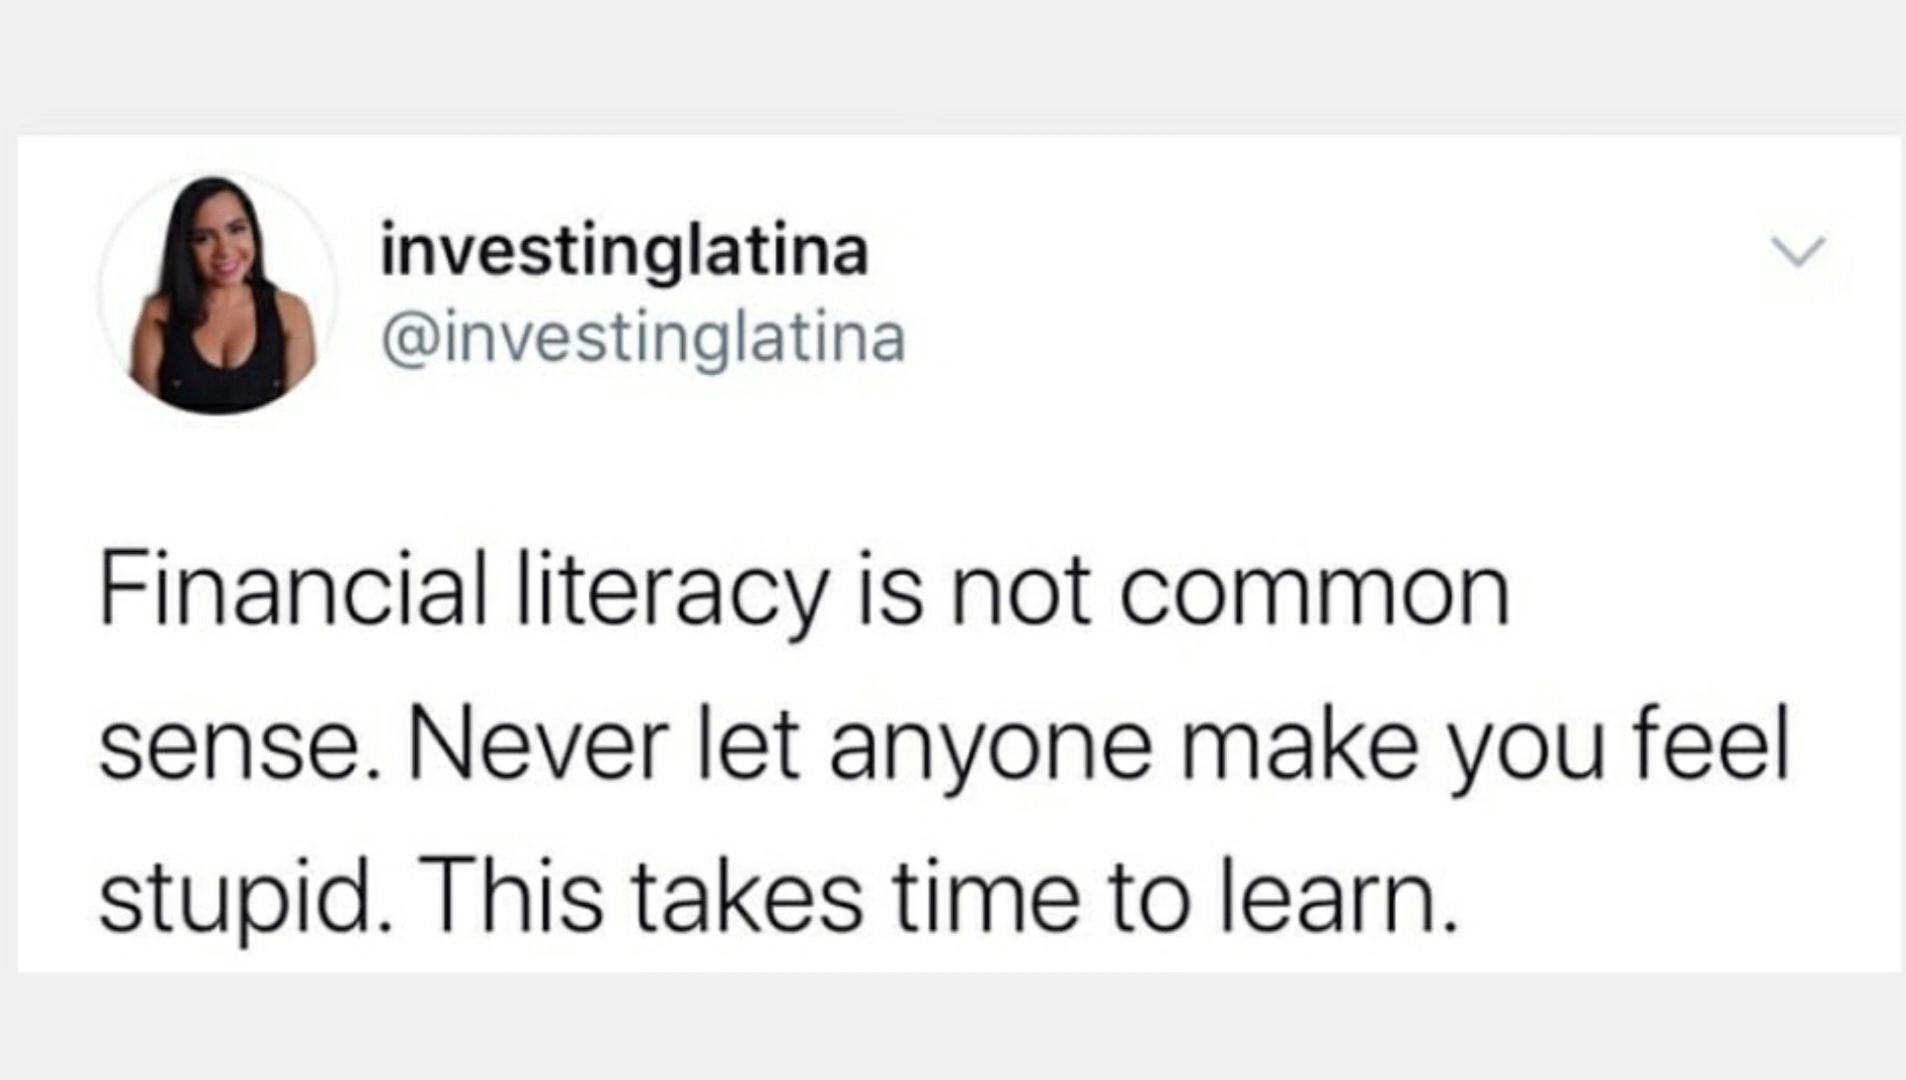 investinglatina
@investinglatina
Financial literacy is not common
sense. Never let anyone make you feel
stupid. This takes time to learn.